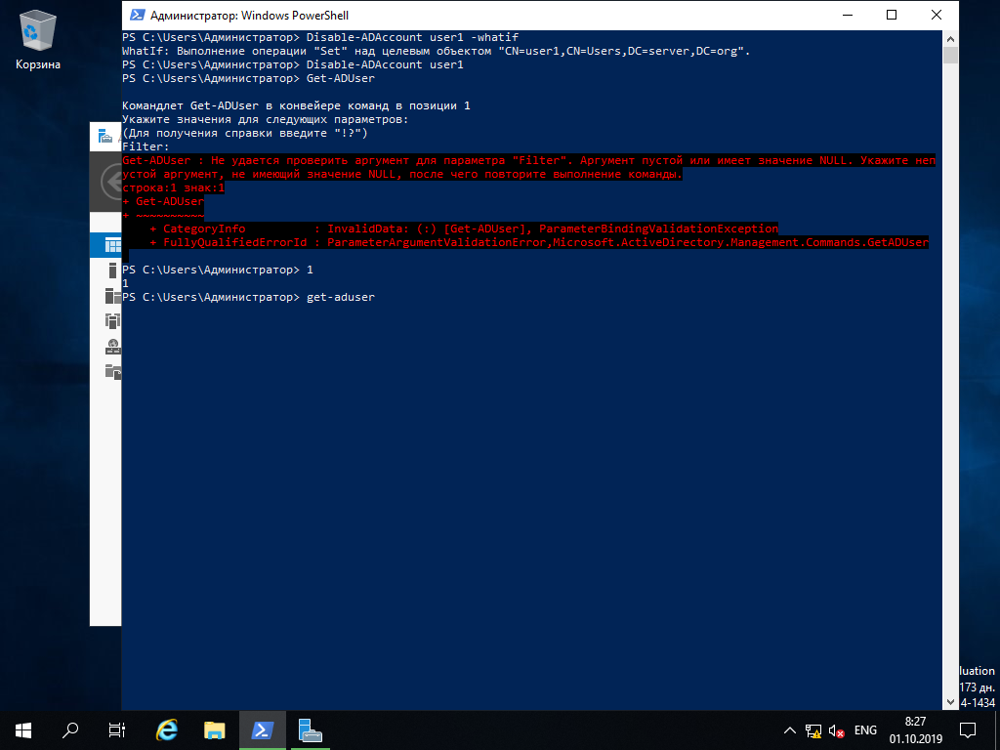 Администратор: Windows PowerShell
PS C:\Users\Администратор> Disable-ADAccount user1 -whatif
WhatIf: Выполнение операции "Set" над целевым объектом "CN=user1,CN=Users,DC=server,DC=org".
PS C:\Users\Администратор> Disable-ADAccount user1
PS C:\Users\Администратор> Get-ADUser
Корзина
Командлет Get-ADUser в конвейере команд в позиции 1
Укажите значения для следующих параметров:
(Для получения справки введите "!?")
Filter:
Get-ADUser : Не удается проверить аргумент для параметра "Filter". Аргумент пустой или имеет значение NULL. Укажите неп
устой аргумент, не имеющий значение NULL, после чего повторите выполнение команды.
строка:1 знак:1
+ Get-ADUser
+ ~~~~~~~~~~
+ CategoryInfo : InvalidData: (:) [Get-ADUser], ParameterBindingValidationException
+ FullyQualifiedErrorId : ParameterArgumentValidationError,Microsoft.ActiveDirectory.Management.Commands.GetADUser
PS C:\Users\Администратор> 1
1
PS C:\Users\Администратор> get-aduser
luation
173 дн.
4-1434
ENG
8:27
01.10.2019